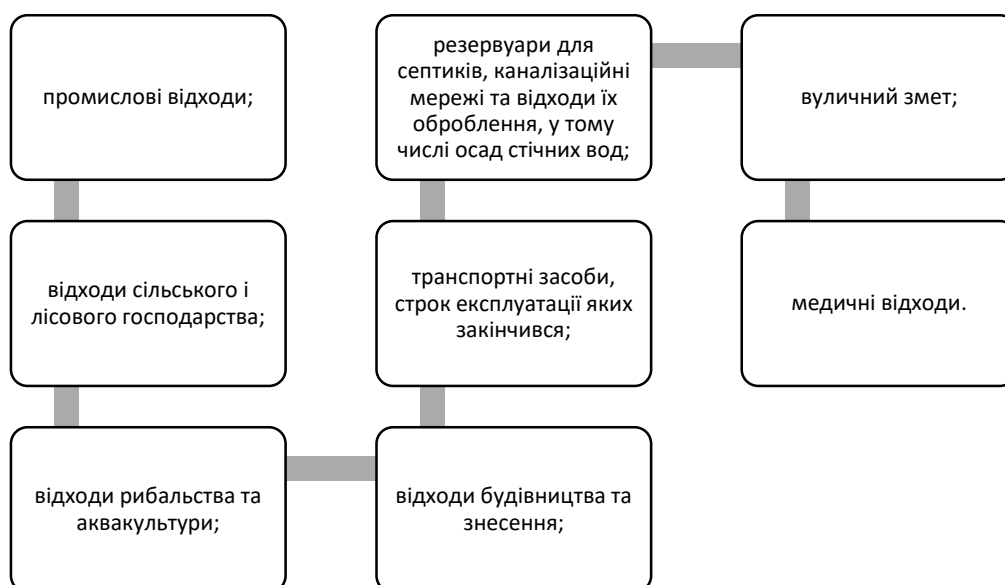 промислові відходи;
відходи сільського і
лісового господарства;
відходи рибальства та
аквакультури;
відходи будівництва та
знесення;
транспортні засоби,
строк експлуатації яких
закінчився;
резервуари для
септиків, каналізаційні
мережі та відходи їх
оброблення, у тому
числі осад стічних вод;
вуличний змет;
медичні відходи.